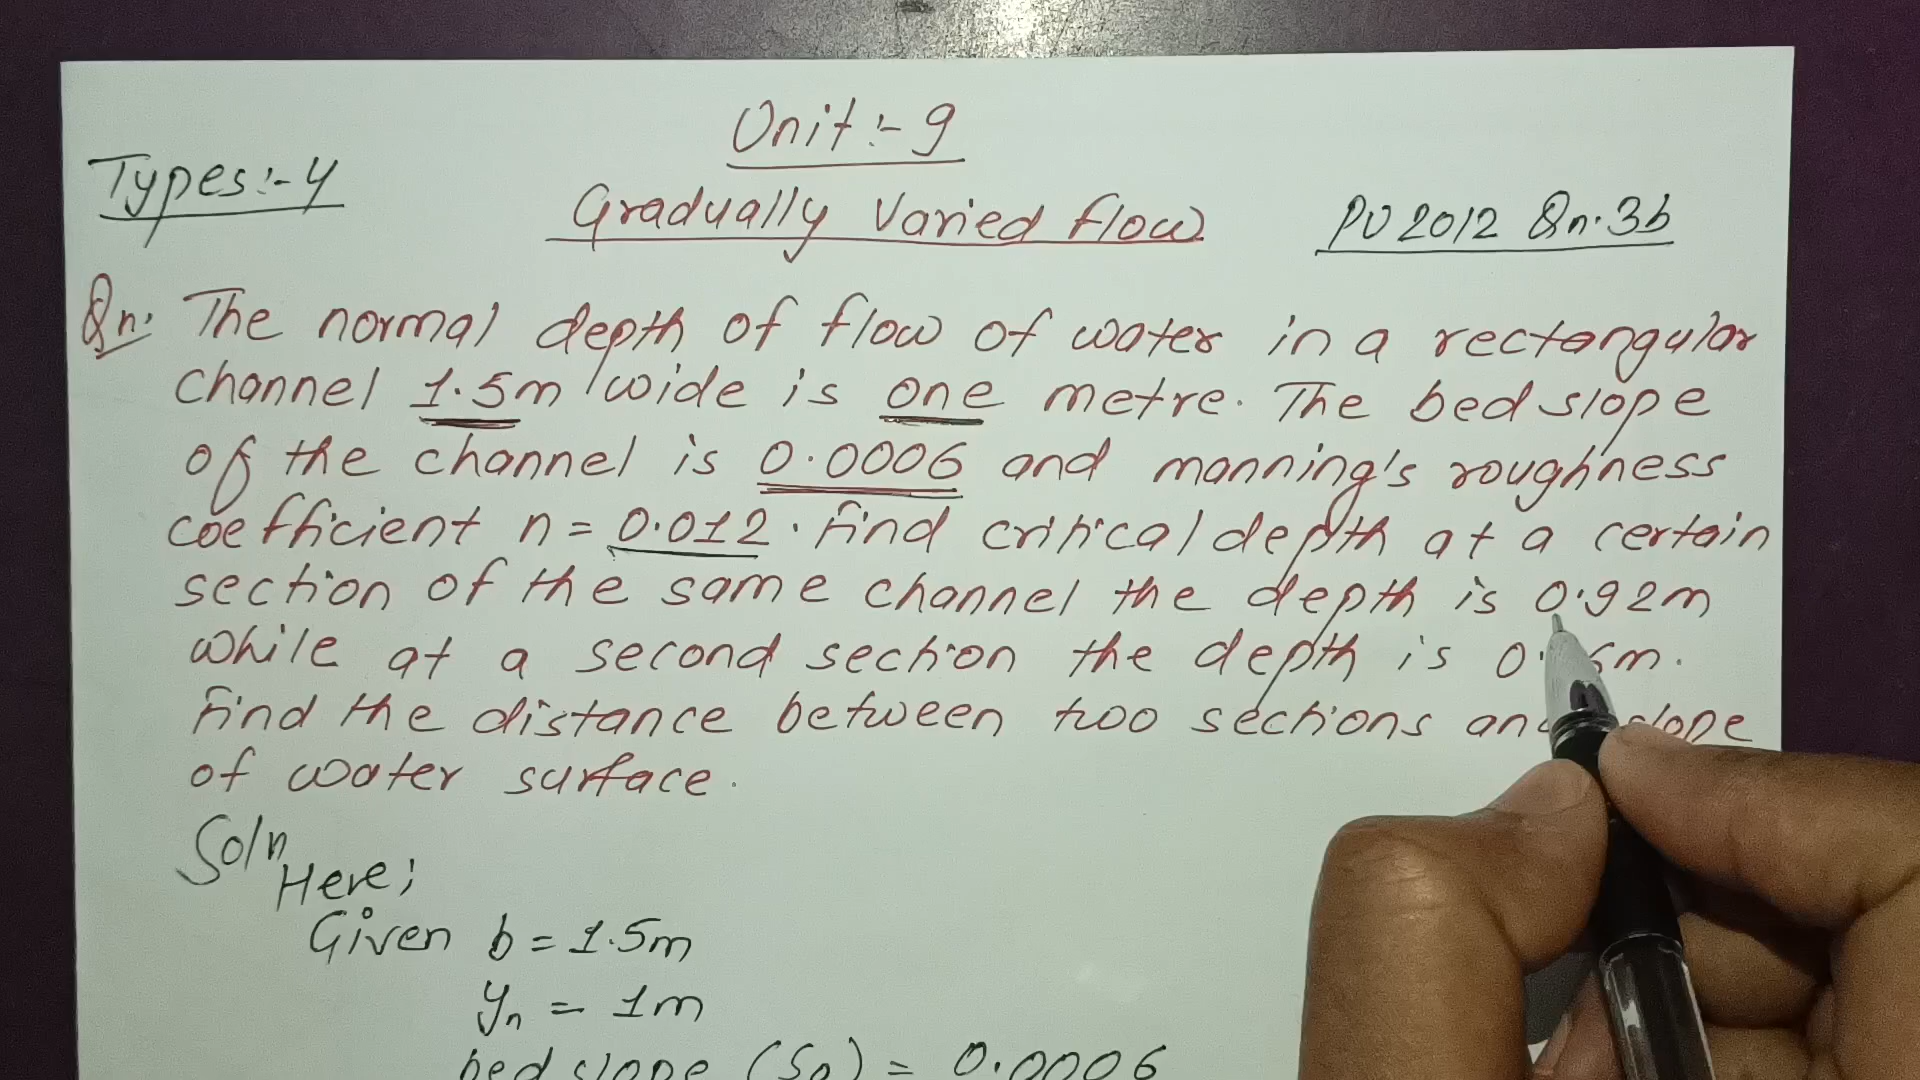 Unit:- 9
Types:- 4
Gradually Varied flow
PU 2012 Qn. 3b
Qn. The normal depth of flow of water in a rectangular
channel 1.5m wide is one metre. The bed slope
of the channel is 0.0006 and manning's roughness
coefficient n = 0.012. Find critical depth at a certain
section of the same channel the depth is 0.92m
while at a second section the depth is
Find the distance between two sections and slope
of water surface.
Soln
Here;
Given b = 1.5m
yn = 1m
bed slope (So) = 0.0006